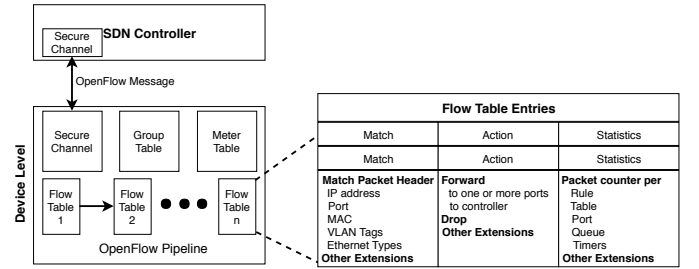 SDN Controller
Secure
Channel
OpenFlow Message
Device Level
Secure
Channel
Group
Table
Meter
Table
Flow
Table
1
Flow
Table
2
Flow
Table
n
OpenFlow Pipeline
Flow Table Entries
Match Action Statistics
Match Action Statistics
Match Packet Header
IP address
Port
MAC
VLAN Tags
Ethernet Types
Other Extensions
Forward
to one or more ports
to controller
Drop
Other Extensions
Packet counter per
Rule
Table
Port
Queue
Timers
Other Extensions